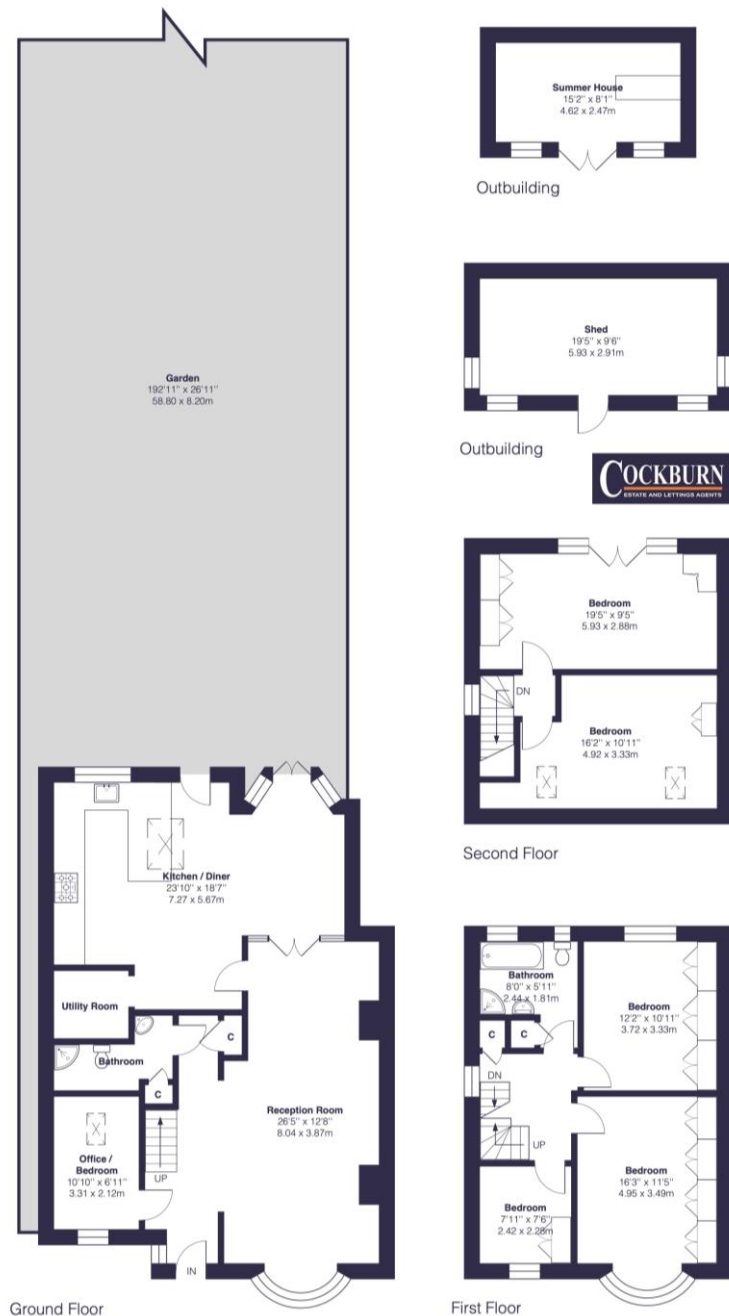 Summer House
15'2" x 8'1"
4.62 x 2.47m
Outbuilding
Shed
19'5" x 9'6"
5.93 x 2.91m
Outbuilding
COCKBURN
ESTATE AND LETTINGS AGENTS
Garden
192'11" x 26'11"
58.80 x 8.20m
Bedroom
19'5" x 9'5"
5.93 x 2.88m
DN
Bedroom
16'2" x 10'11"
4.92 x 3.33m
Second Floor
Kitchen / Diner
23'10" x 18'7"
7.27 x 5.67m
Utility Room
Bathroom
C
C
Reception Room
26'5" x 12'8"
8.04 x 3.87m
Office /
Bedroom
10'10" x 6'11"
3.31 x 2.12m
UP
IN
Ground Floor
Bathroom
8'0" x 5'11"
2.44 x 1.81m
Bedroom
12'2" x 10'11"
3.72 x 3.33m
C
C
DN
UP
Bedroom
16'3" x 11'5"
4.95 x 3.49m
Bedroom
7'11" x 7'6"
2.42 x 2.28m
First Floor